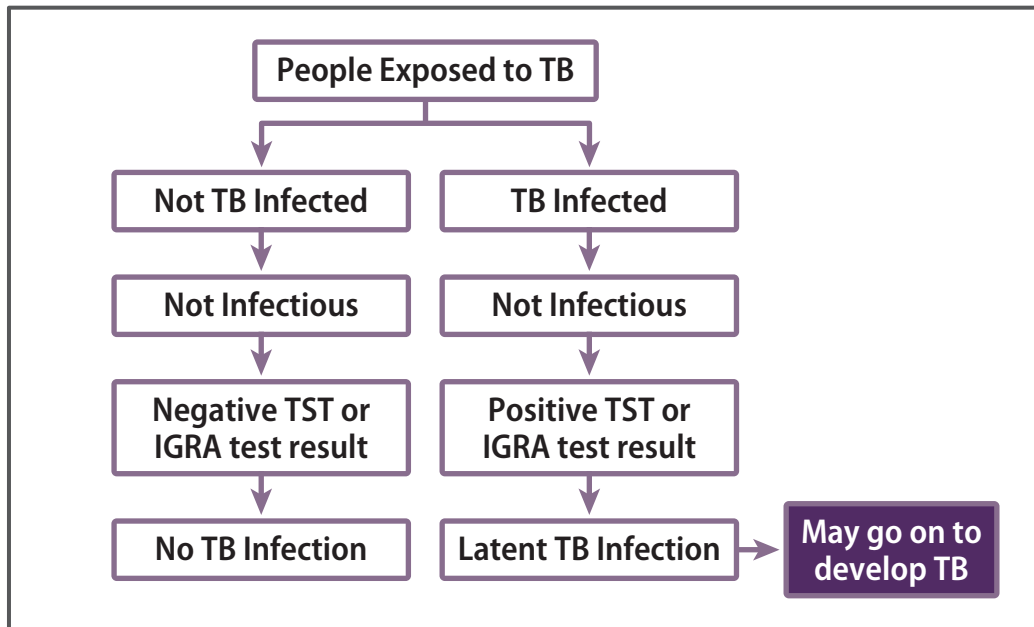 People Exposed to TB
Not TB Infected
TB Infected
Not Infectious
Not Infectious
Negative TST or
IGRA test result
Positive TST or
IGRA test result
No TB Infection
Latent TB Infection
May go on to
develop TB